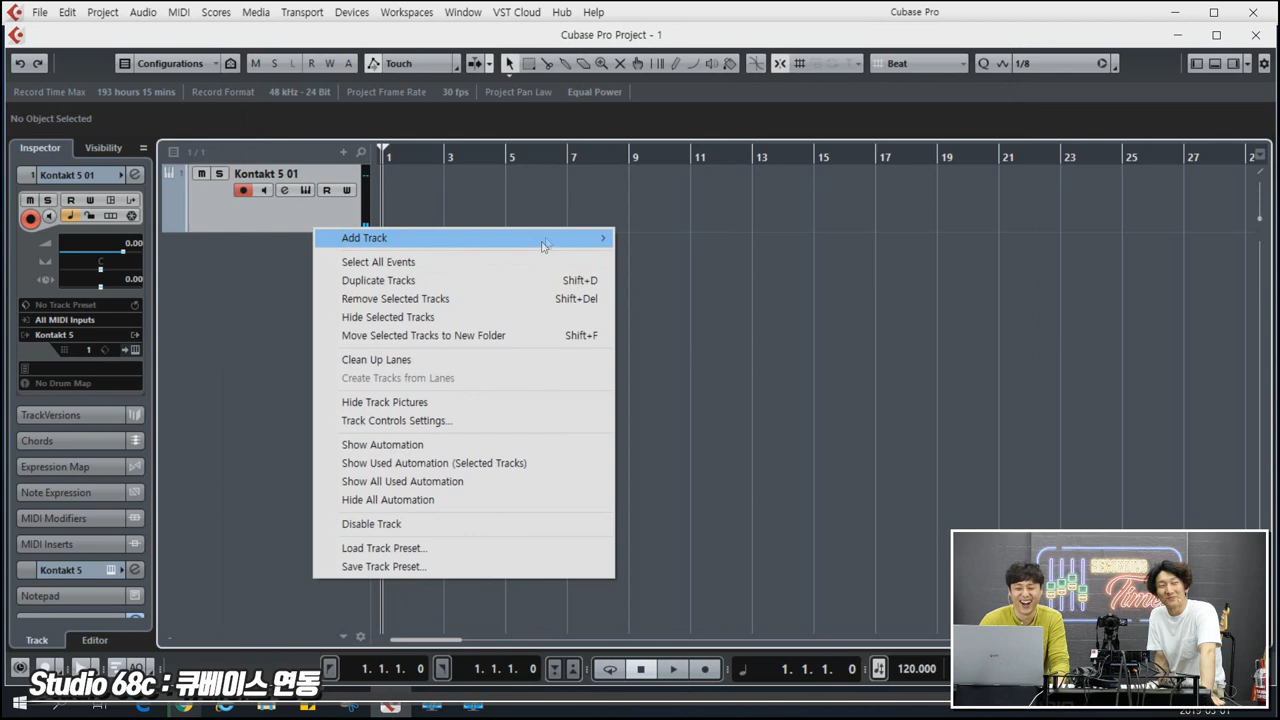 File Edit Project Audio MIDI Scores Media Transport Devices Workspaces Window VST Cloud Hub Help Cubase Pro
Cubase Pro Project - 1
Configurations M S L R W A Touch Beat Q 1/8
Record Time Max 193 hours 15 mins Record Format 48 kHz - 24 Bit Project Frame Rate 30 fps Project Pan Law Equal Power
No Object Selected
Inspector Visibility 1 / 1 1 3 5 7 9 11 13 15 17 19 21 23 25 27
1 Kontakt 5 01
1 M S Kontakt 5 01
R W
M S R W
0.00
C
0.00
No Track Preset
All MIDI Inputs
Kontakt 5
1
No Drum Map
TrackVersions
Chords
Expression Map
Note Expression
MIDI Modifiers
MIDI Inserts
Kontakt 5
Notepad
Track Editor
Add Track
Select All Events
Duplicate Tracks Shift+D
Remove Selected Tracks Shift+Del
Hide Selected Tracks
Move Selected Tracks to New Folder Shift+F
Clean Up Lanes
Create Tracks from Lanes
Hide Track Pictures
Track Controls Settings...
Show Automation
Show Used Automation (Selected Tracks)
Show All Used Automation
Hide All Automation
Disable Track
Load Track Preset...
Save Track Preset...
Time
1. 1. 1. 0 1. 1. 1. 0 1. 1. 1. 0 120.000
Studio 68c : 큐베이스 연동